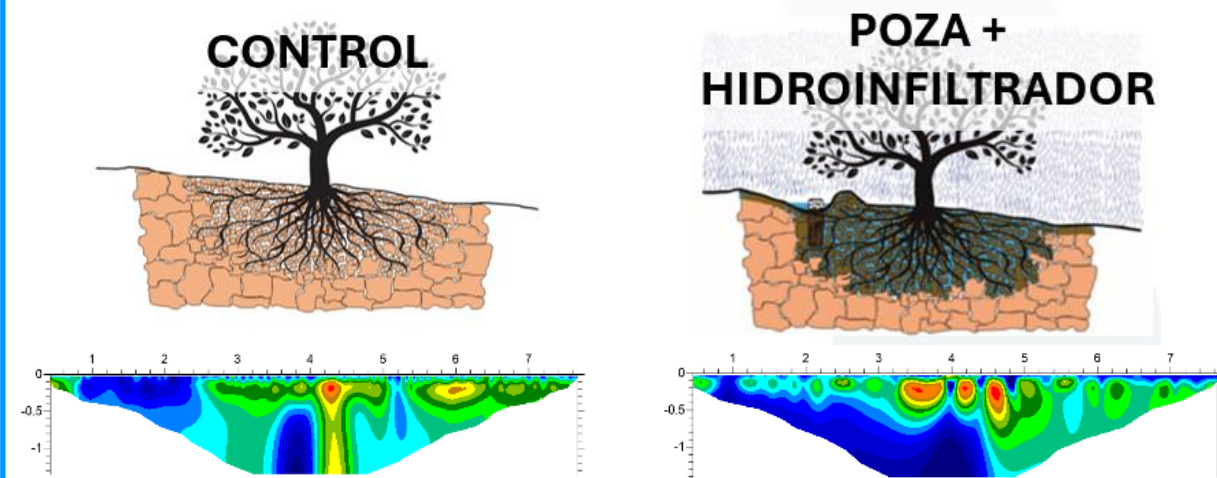 CONTROL
POZA +
HIDROINFILTRADOR
1 2 3 4 5 6 7
0
-0.5
-1
1 2 3 4 5 6 7
0
-0.5
-1